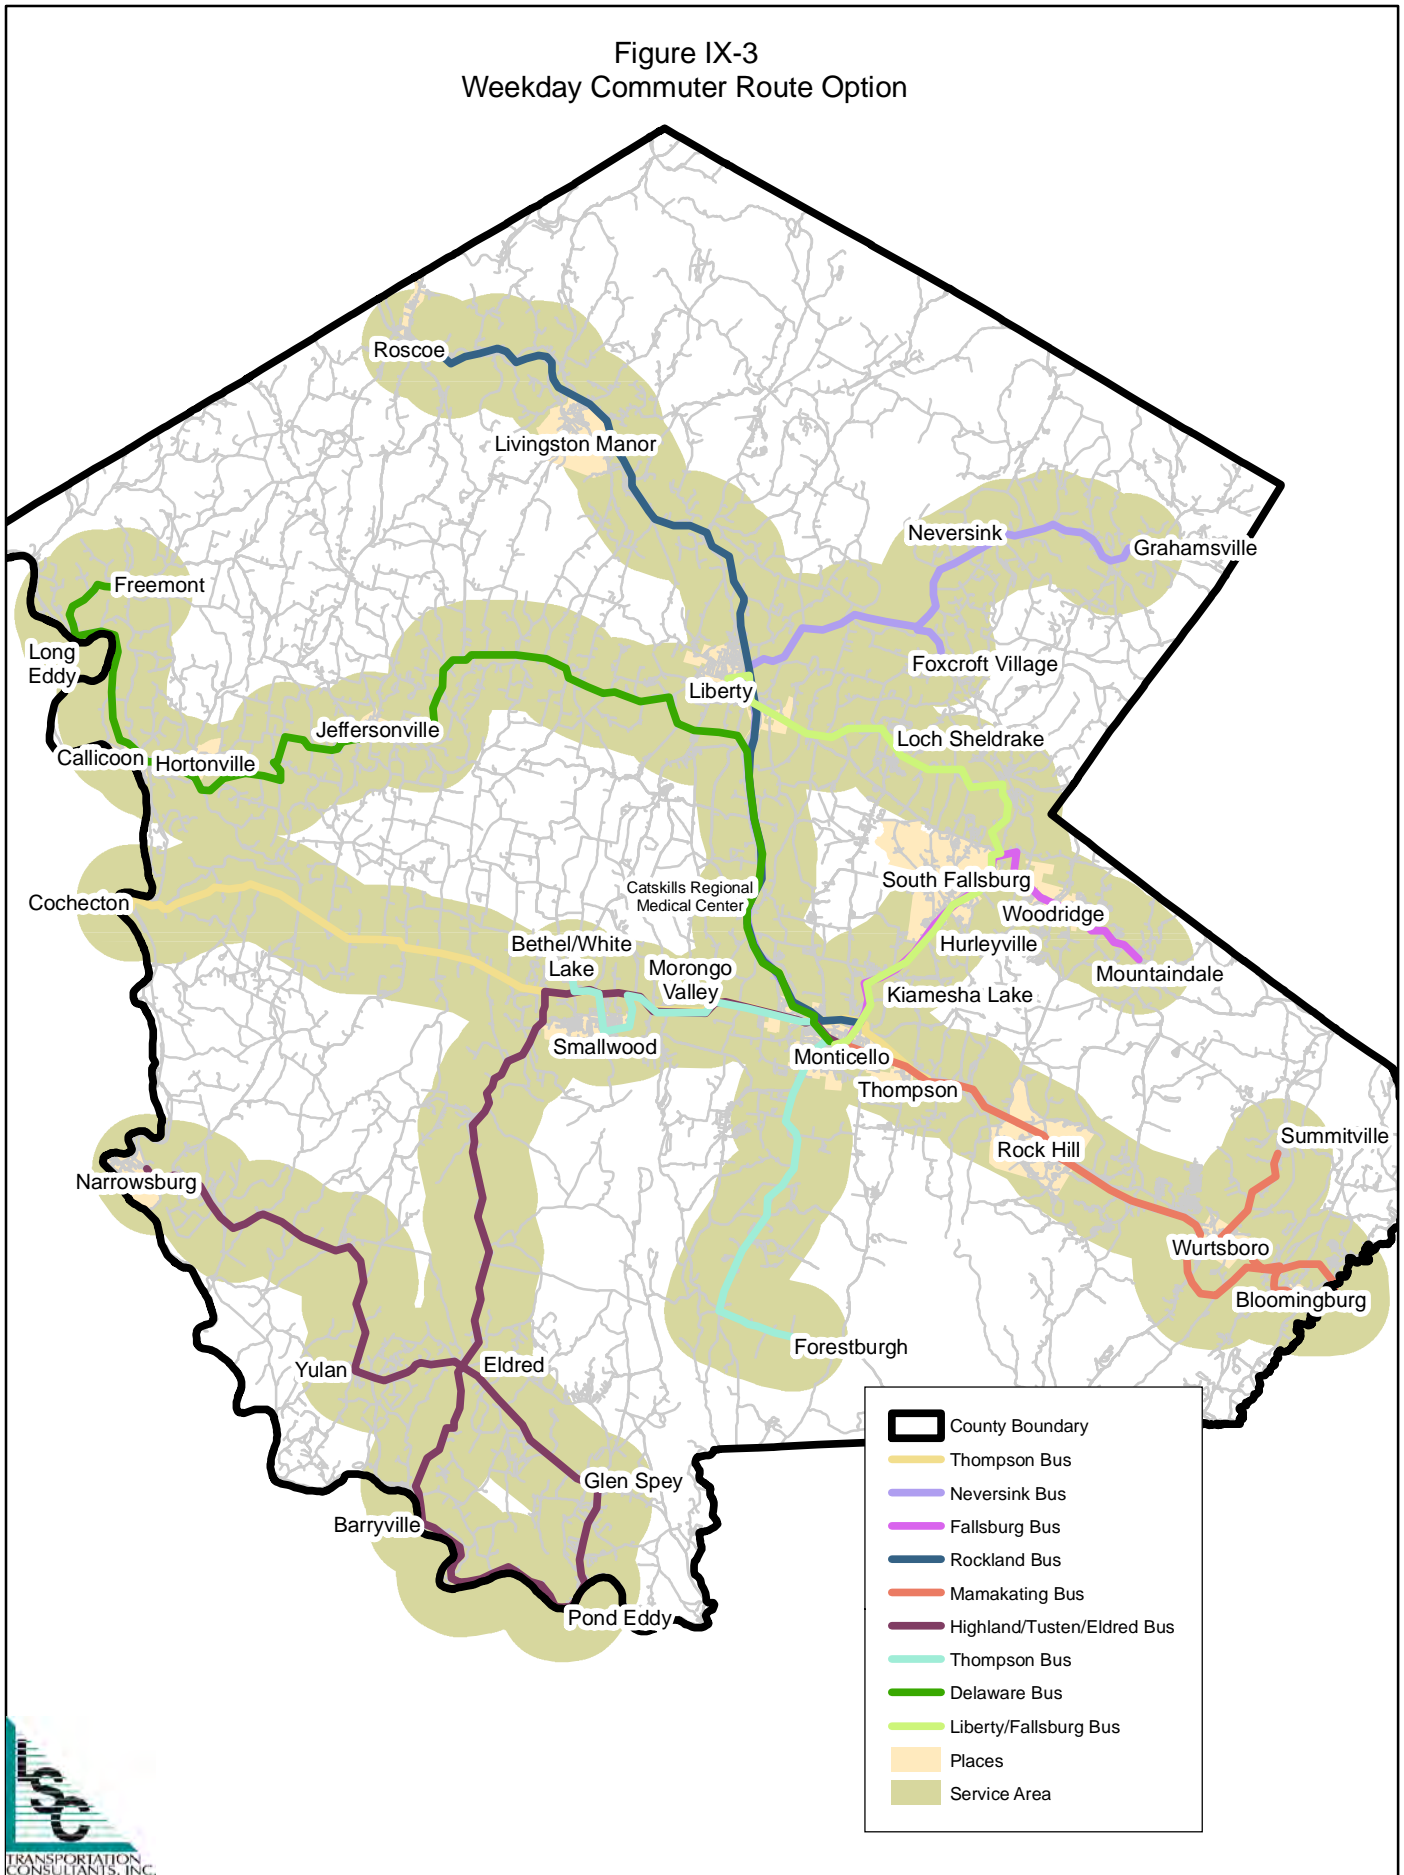 Figure IX-3
Weekday Commuter Route Option
Roscoe
Livingston Manor
Neversink
Grahamsville
Freemont
Long
Eddy
Foxcroft Village
Liberty
Jeffersonville
Loch Sheldrake
Callicoon
Hortonville
South Fallsburg
Catskills Regional
Medical Center
Cochecton
Woodridge
Bethel/White
Lake
Hurleyville
Morongo
Valley
Mountaindale
Kiamesha Lake
Smallwood
Monticello
Thompson
Summitville
Rock Hill
Narrowsburg
Wurtsboro
Bloomingburg
Forestburgh
Yulan
Eldred
Glen Spey
Barryville
Pond Eddy
County Boundary
Thompson Bus
Neversink Bus
Fallsburg Bus
Rockland Bus
Mamakating Bus
Highland/Tusten/Eldred Bus
Thompson Bus
Delaware Bus
Liberty/Fallsburg Bus
Places
Service Area
LSC
TRANSPORTATION
CONSULTANTS, INC.